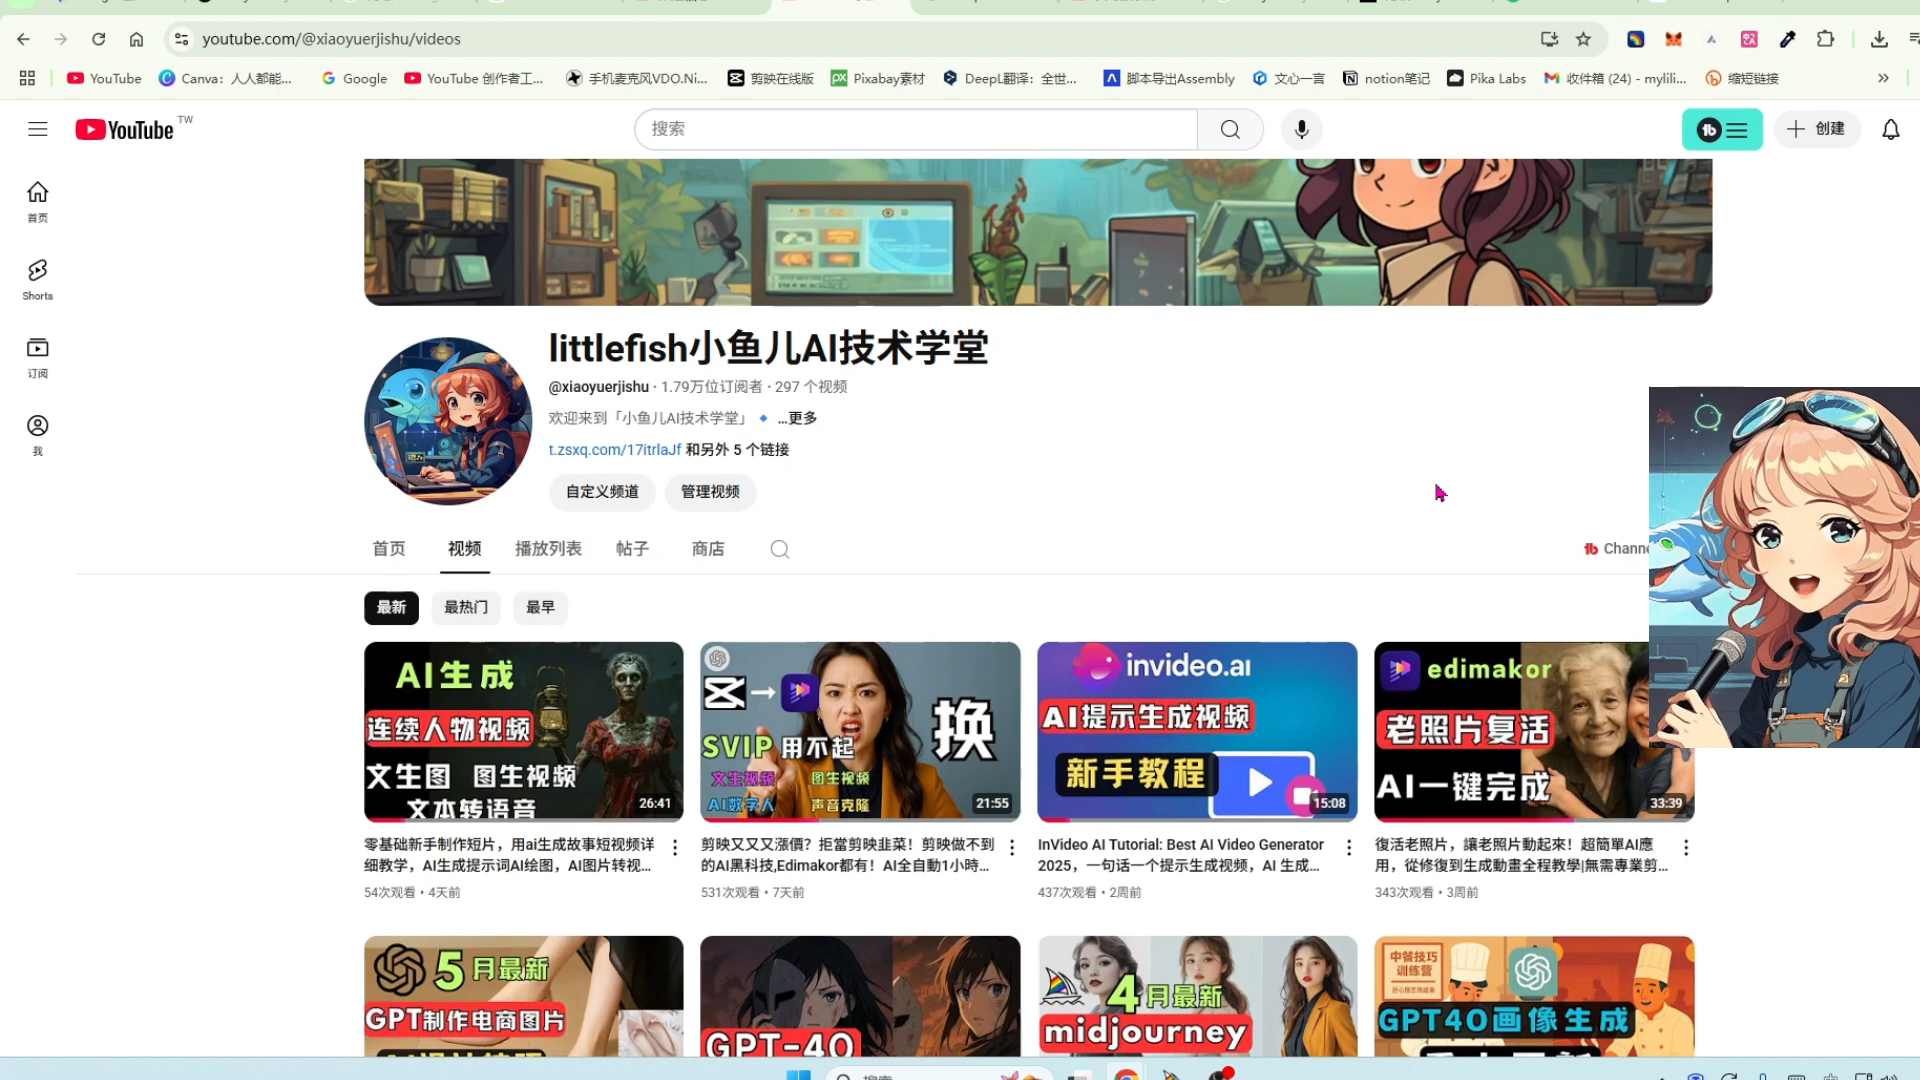 youtube.com/@xiaoyuerjishu/videos
YouTube
Canva：人人都能...
Google
YouTube 创作者工...
手机麦克风VDO.Ni...
剪映在线版
Pixabay素材
DeepL翻译：全世...
脚本导出Assembly
文心一言
notion笔记
Pika Labs
收件箱 (24) - mylili...
缩短链接
YouTube TW
搜索
创建
首页
Shorts
订阅
我
littlefish小鱼儿AI技术学堂
@xiaoyuerjishu · 1.79万位订阅者 · 297 个视频
欢迎来到「小鱼儿AI技术学堂」 🔹 ...更多
t.zsxq.com/17itrlaJf 和另外 5 个链接
自定义频道
管理视频
首页
视频
播放列表
帖子
商店
最新
最热门
最早
AI生成
连续人物视频
文生图 图生视频
文本转语音
26:41
SVIP 用不起
换
文生视频
图生视频
AI数字人
声音克隆
21:55
invideo.ai
AI提示生成视频
新手教程
15:08
edimakor
老照片复活
AI一键完成
33:39
零基础新手制作短片，用ai生成故事短视频详
细教学，AI生成提示词AI绘图，AI图片转视...
54次观看 • 4天前
剪映又又又漲價？拒當剪映韭菜！剪映做不到
的AI黑科技,Edimakor都有！AI全自動1小時...
531次观看 • 7天前
InVideo AI Tutorial: Best AI Video Generator
2025，一句话一个提示生成视频，AI 生成...
437次观看 • 2周前
復活老照片，讓老照片動起來！超簡單AI應
用，從修復到生成動畫全程教學|無需專業剪...
343次观看 • 3周前
5月最新
GPT制作电商图片
GPT-4O
4月最新
midjourney
中餐技巧
训练营
GPT4O画像生成